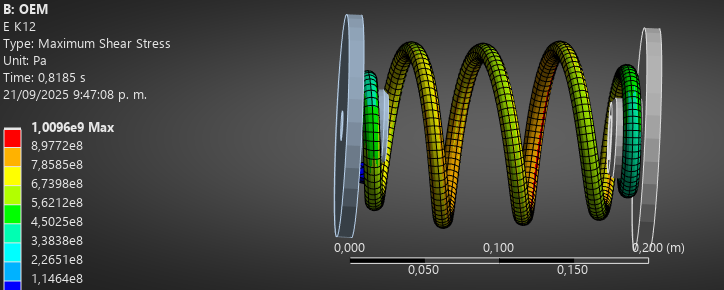 B: OEM
E K12
Type: Maximum Shear Stress
Unit: Pa
Time: 0,8185 s
21/09/2025 9:47:08 p. m.
1,0096e9 Max
8,9772e8
7,8585e8
6,7398e8
5,6212e8
4,5025e8
3,3838e8
2,2651e8
1,1464e8
0,000 0,100 0,200 (m)
0,050 0,150